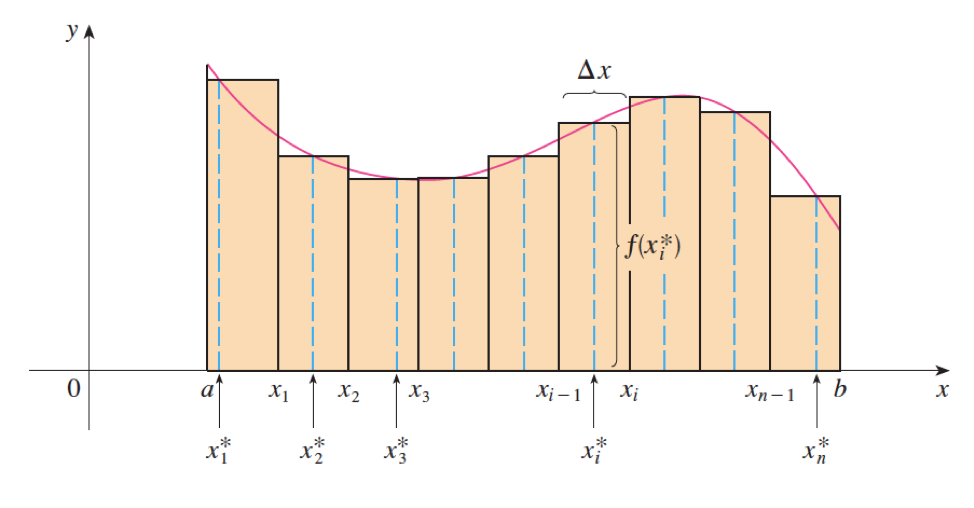 y
Δx
f(x_i^*)
0 a x_1 x_2 x_3 x_{i-1} x_i x_{n-1} b x
x_1^* x_2^* x_3^* x_i^* x_n^*